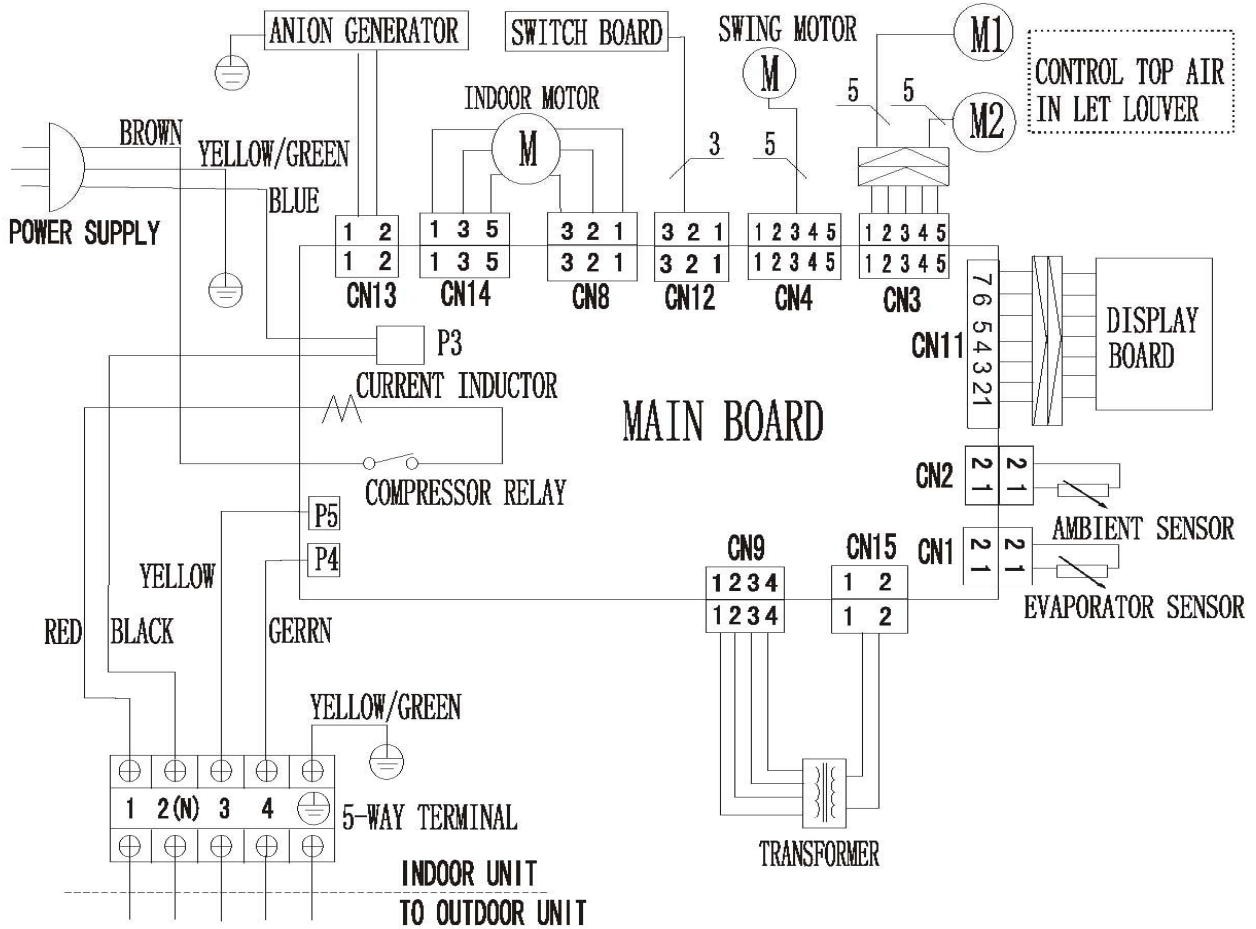 ANION GENERATOR
SWITCH BOARD
SWING MOTOR
M
M1
M2
CONTROL TOP AIR
IN LET LOUVER
INDOOR MOTOR
M
BROWN
YELLOW/GREEN
BLUE
POWER SUPPLY
3
5
5
5
1 2
1 3 5
3 2 1
3 2 1
1 2 3 4 5
1 2 3 4 5
1 2
1 3 5
3 2 1
3 2 1
1 2 3 4 5
1 2 3 4 5
CN13
CN14
CN8
CN12
CN4
CN3
7 6 5 4 3 2 1
CN11
DISPLAY
BOARD
P3
CURRENT INDUCTOR
MAIN BOARD
COMPRESSOR RELAY
CN2
2 1
2 1
AMBIENT SENSOR
CN1
2 1
2 1
EVAPORATOR SENSOR
P5
P4
CN9
CN15
1 2 3 4
1 2
1 2 3 4
1 2
YELLOW
RED
BLACK
GERRN
YELLOW/GREEN
1 2(N) 3 4
5-WAY TERMINAL
TRANSFORMER
INDOOR UNIT
TO OUTDOOR UNIT